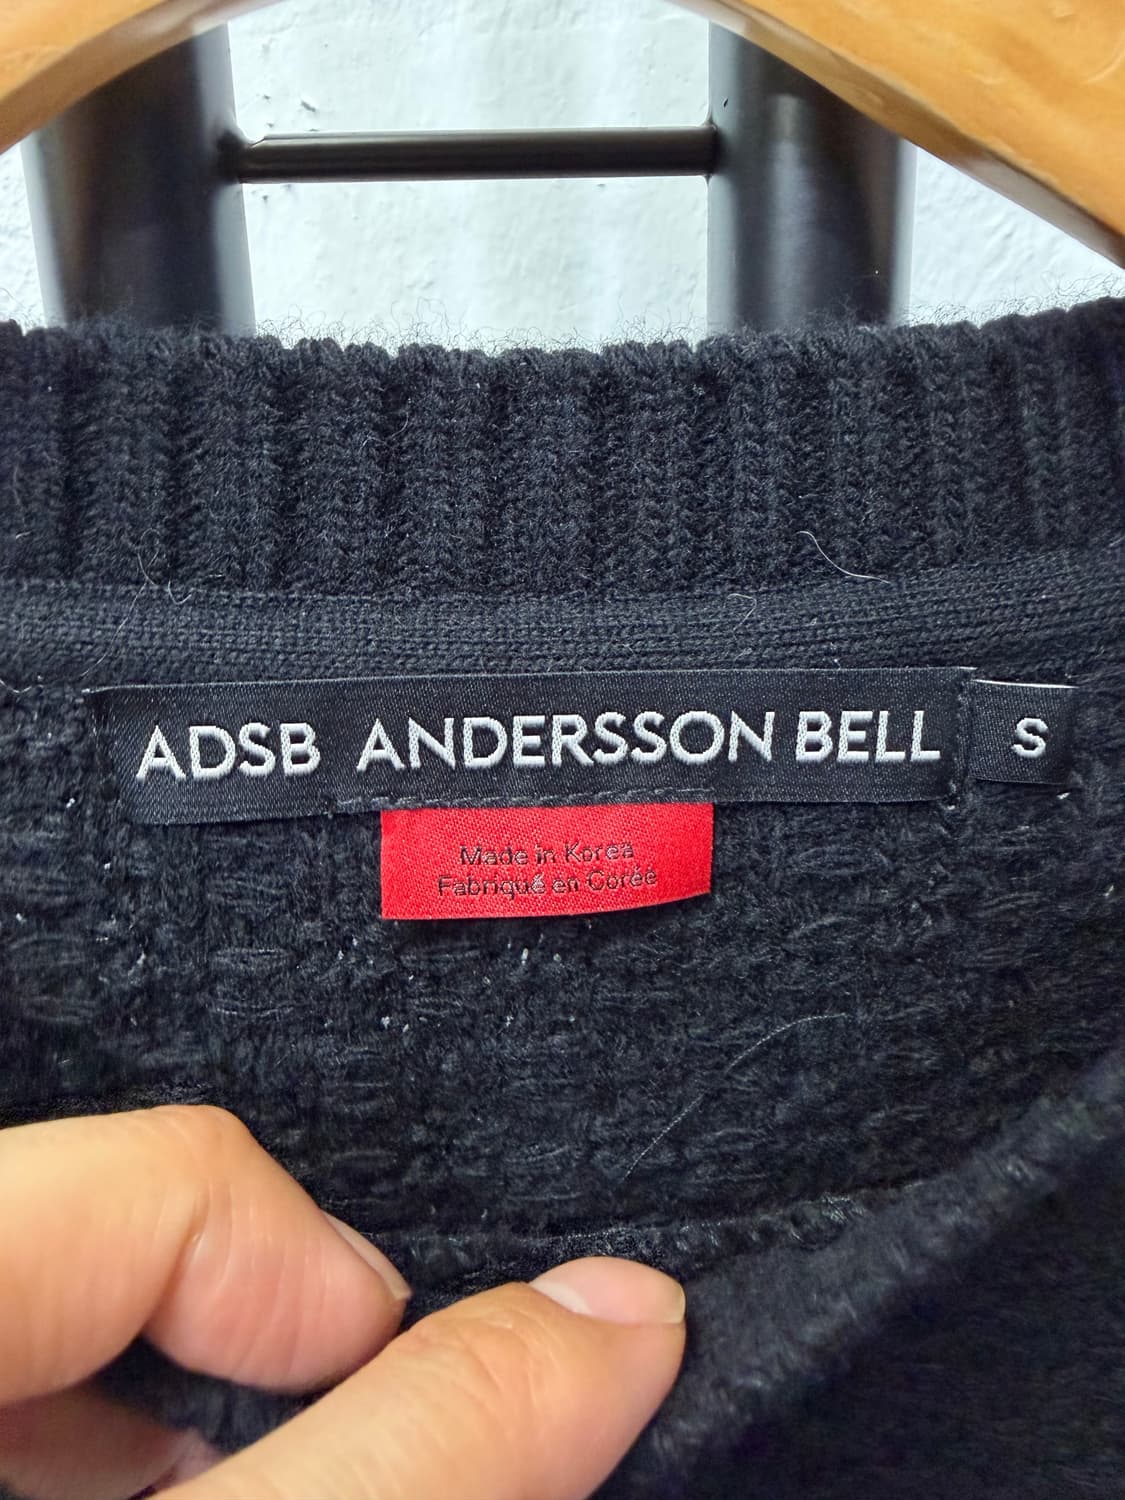 ADSB ANDERSSON BELL
S
Made in Korea
Fabriqué en Corée